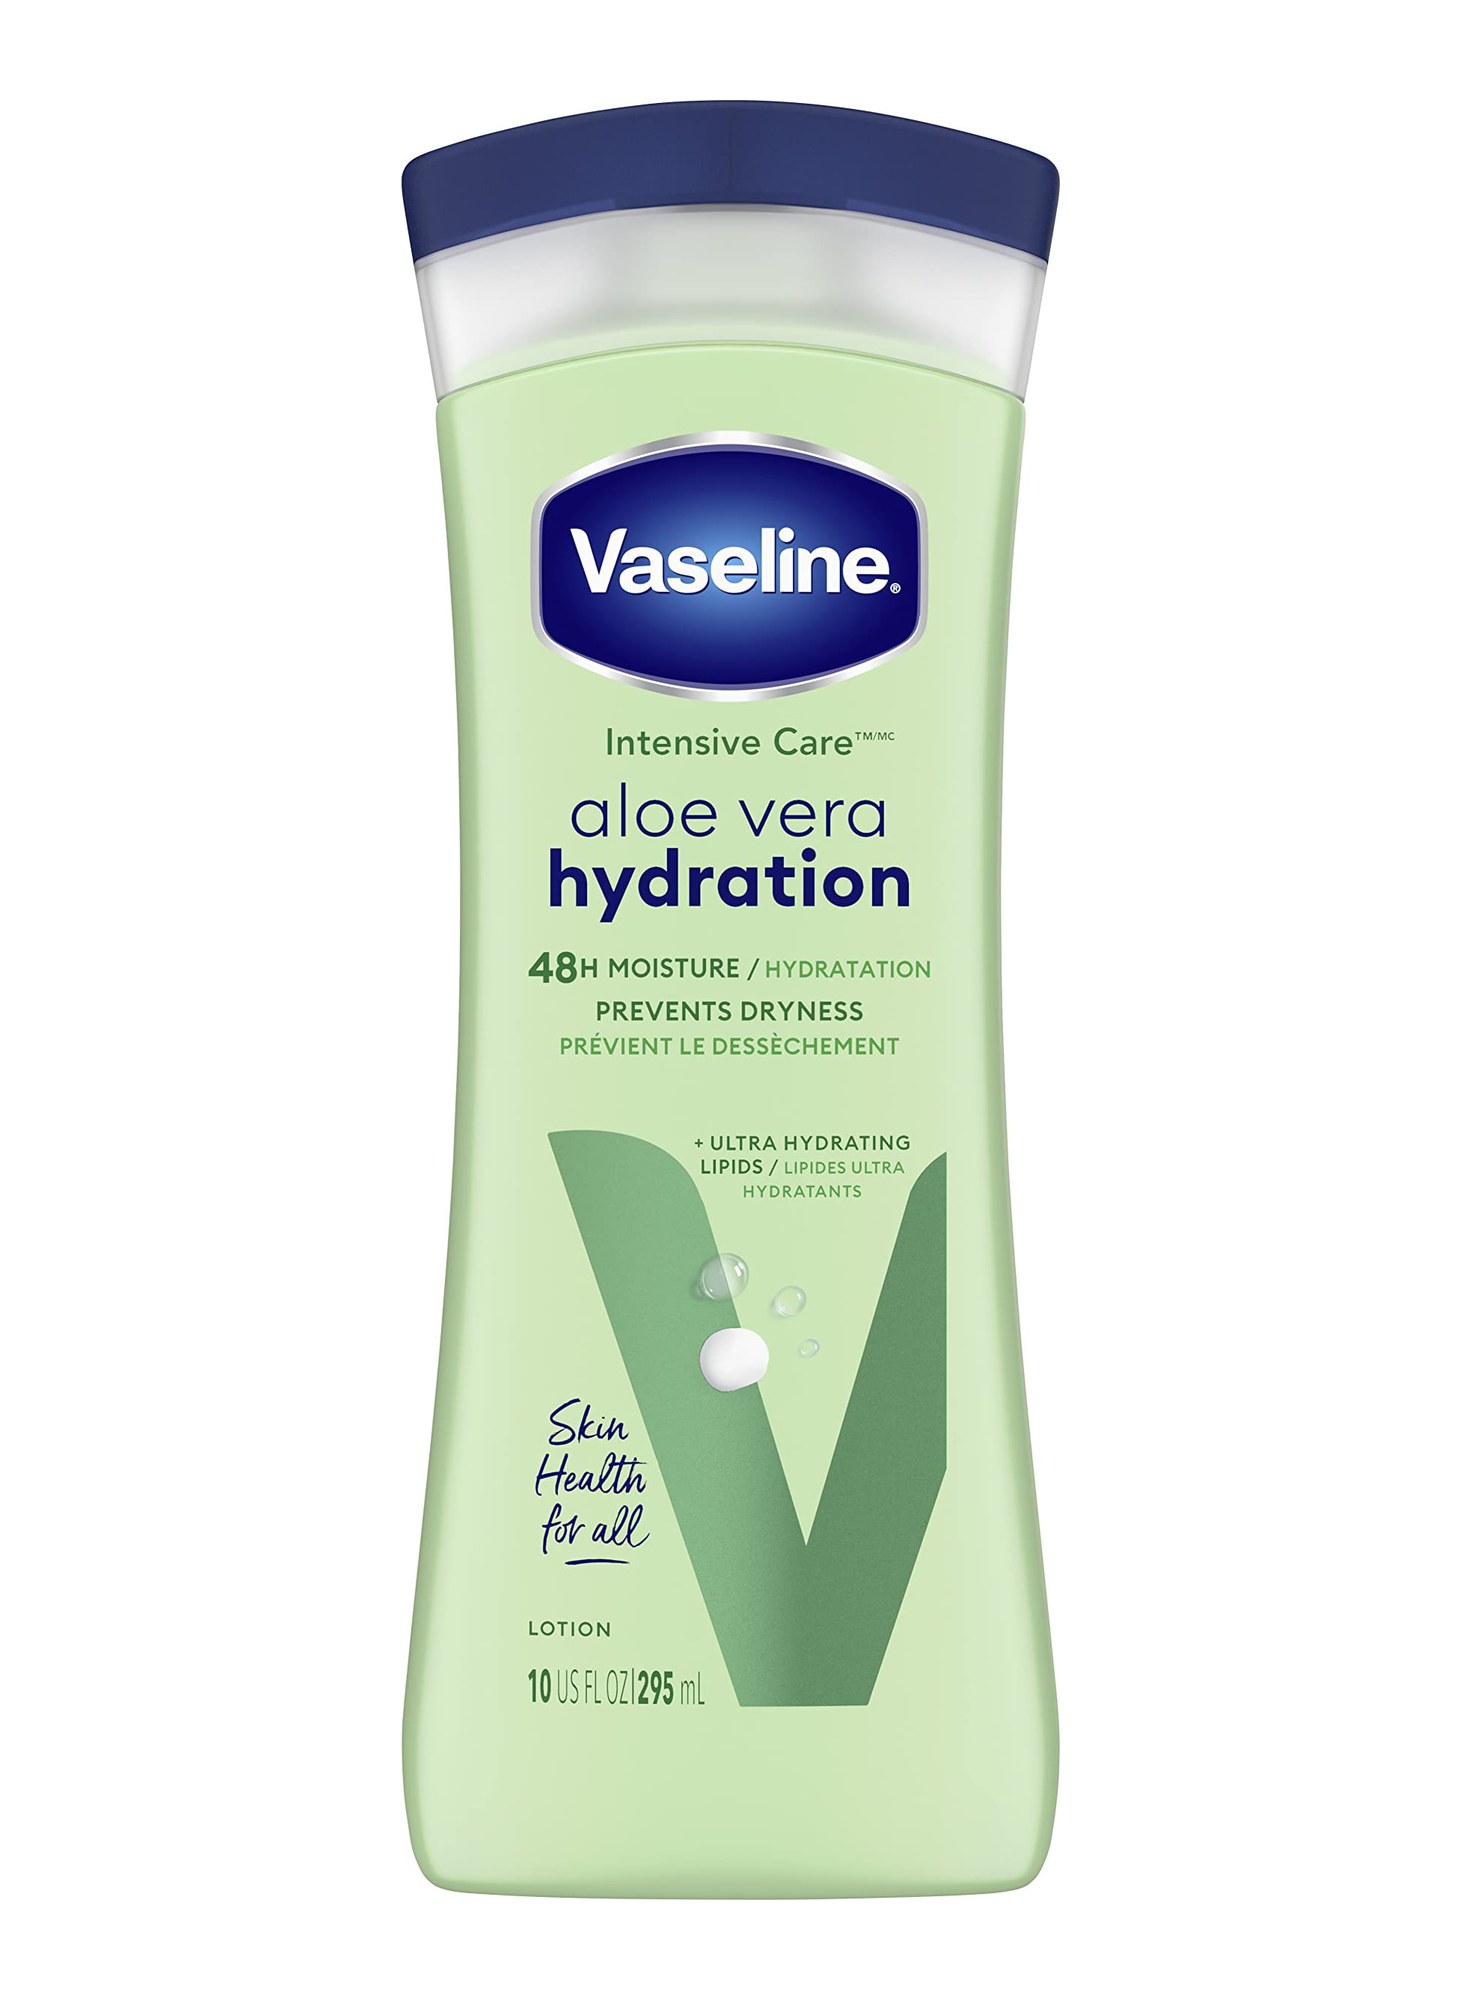 Vaseline®
Intensive Care™/MC
aloe vera
hydration
48H MOISTURE / HYDRATATION
PREVENTS DRYNESS
PRÉVIENT LE DESSÈCHEMENT
+ ULTRA HYDRATING
LIPIDS / LIPIDES ULTRA
HYDRATANTS
Skin
Health
for all
LOTION
10 US FL OZ|295 mL